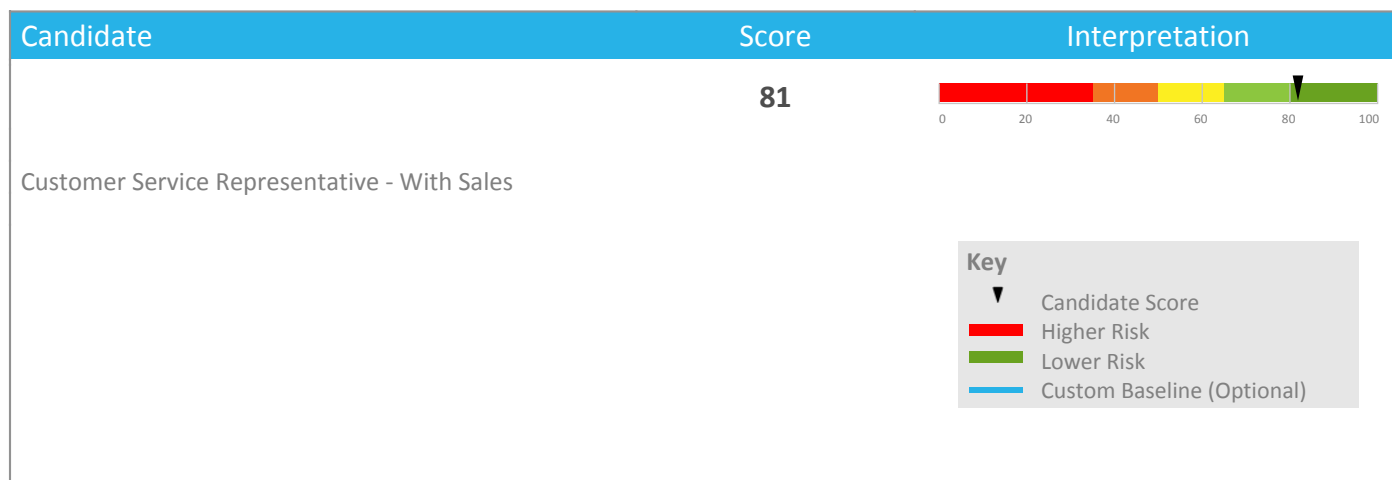 Candidate Score Interpretation
81
0 20 40 60 80 100
Customer Service Representative - With Sales
Key
Candidate Score
Higher Risk
Lower Risk
Custom Baseline (Optional)